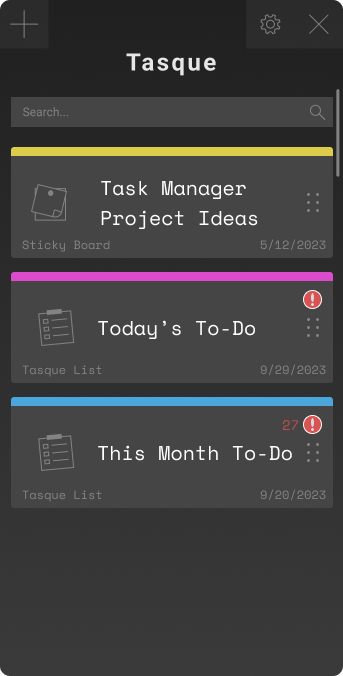 Tasque
Search...
Task Manager
Project Ideas
Sticky Board
5/12/2023
Today's To-Do
Tasque List
9/29/2023
27
This Month To-Do
Tasque List
9/20/2023